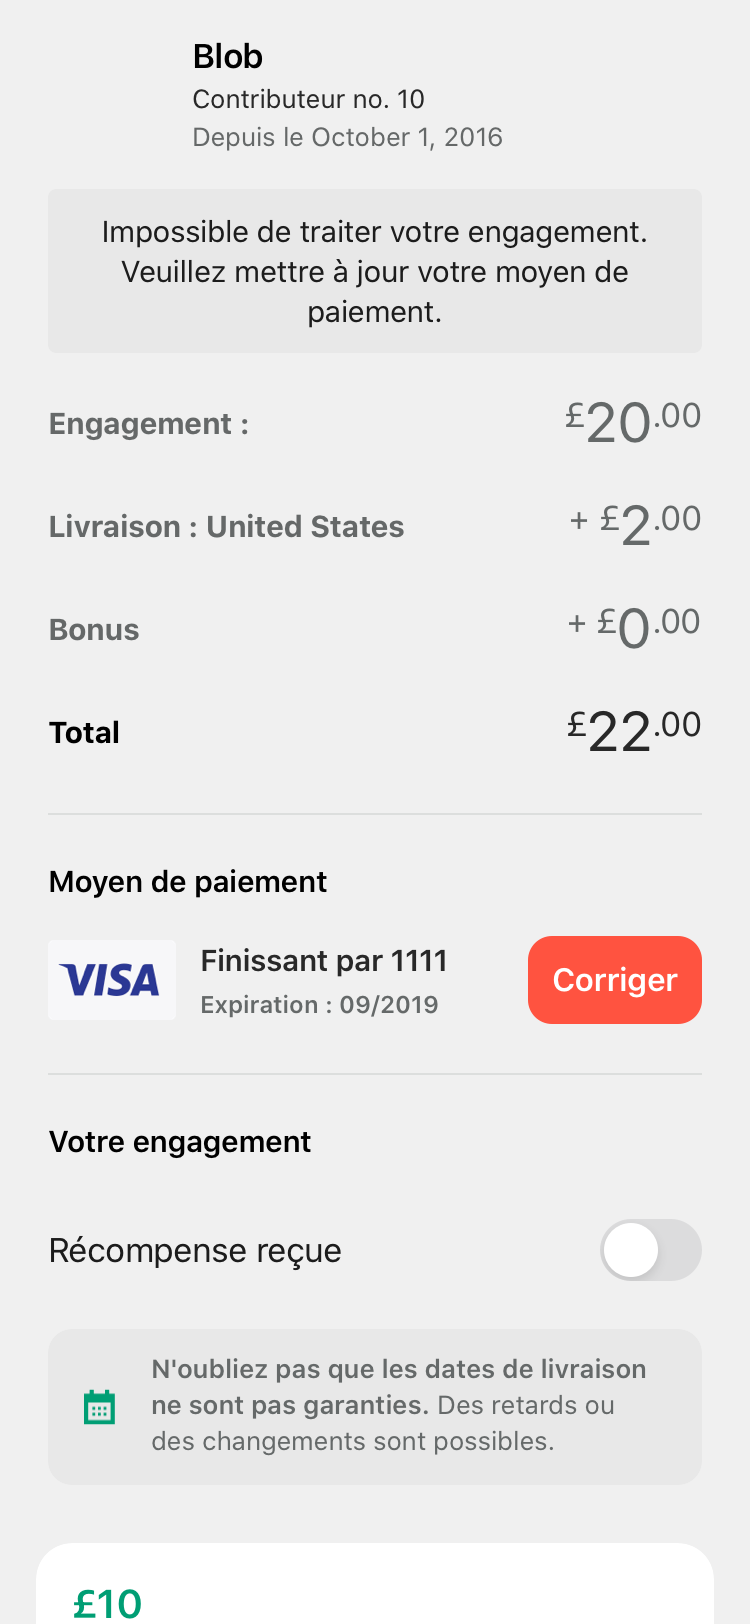 Blob
Contributeur no. 10
Depuis le October 1, 2016
Impossible de traiter votre engagement.
Veuillez mettre à jour votre moyen de
paiement.
Engagement : £20.00
Livraison : United States + £2.00
Bonus + £0.00
Total £22.00
Moyen de paiement
VISA
Finissant par 1111
Expiration : 09/2019
Corriger
Votre engagement
Récompense reçue
N'oubliez pas que les dates de livraison
ne sont pas garanties. Des retards ou
des changements sont possibles.
£10